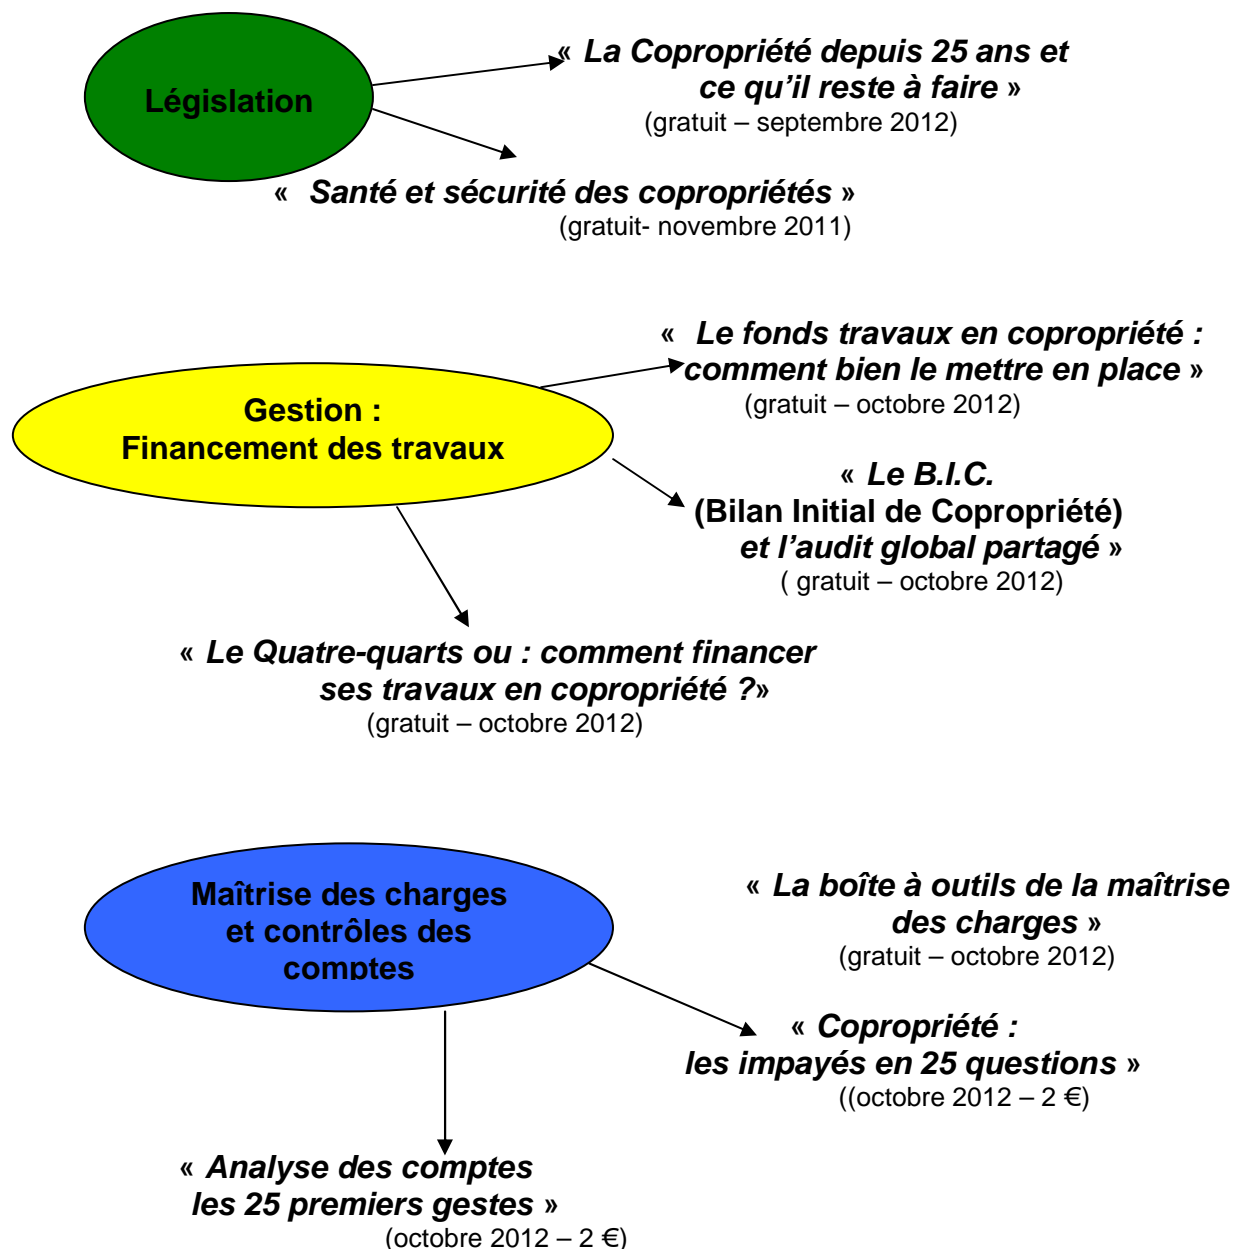 Législation
« La Copropriété depuis 25 ans et
ce qu'il reste à faire »
(gratuit – septembre 2012)
« Santé et sécurité des copropriétés »
(gratuit- novembre 2011)
Gestion :
Financement des travaux
« Le fonds travaux en copropriété :
comment bien le mettre en place »
(gratuit – octobre 2012)
« Le B.I.C.
(Bilan Initial de Copropriété)
et l'audit global partagé »
( gratuit – octobre 2012)
« Le Quatre-quarts ou : comment financer
ses travaux en copropriété ?»
(gratuit – octobre 2012)
Maîtrise des charges
et contrôles des
comptes
« La boîte à outils de la maîtrise
des charges »
(gratuit – octobre 2012)
« Copropriété :
les impayés en 25 questions »
((octobre 2012 – 2 €)
« Analyse des comptes
les 25 premiers gestes »
(octobre 2012 – 2 €)